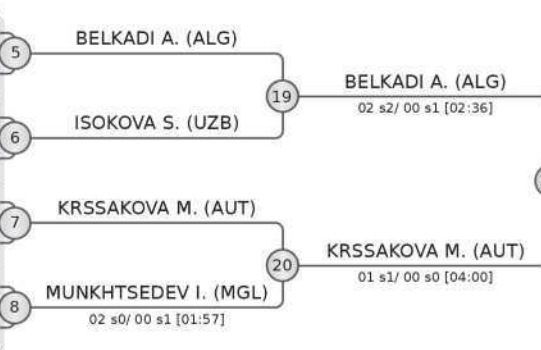 5
BELKADI A. (ALG)
6
ISOKOVA S. (UZB)
19
BELKADI A. (ALG)
02 s2/ 00 s1 [02:36]
7
KRSSAKOVA M. (AUT)
8
MUNKHTSEDEV I. (MGL)
02 s0/ 00 s1 [01:57]
20
KRSSAKOVA M. (AUT)
01 s1/ 00 s0 [04:00]